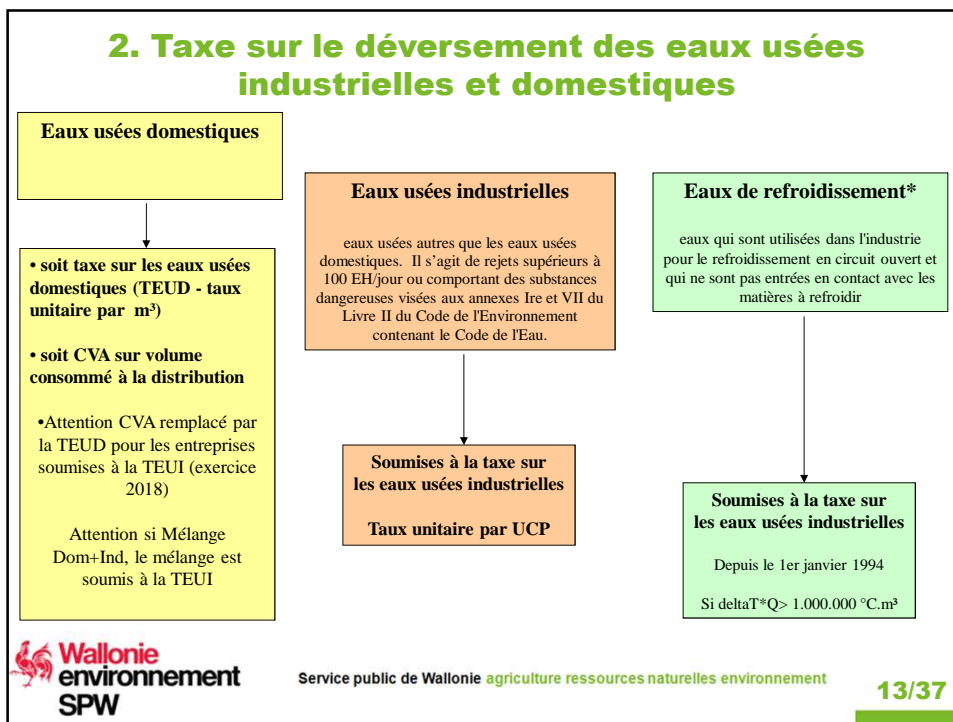 2. Taxe sur le déversement des eaux usées
industrielles et domestiques
Eaux usées domestiques
• soit taxe sur les eaux usées
domestiques (TEUD - taux
unitaire par m³)
• soit CVA sur volume
consommé à la distribution
•Attention CVA remplacé par
la TEUD pour les entreprises
soumises à la TEUI (exercice
2018)
Attention si Mélange
Dom+Ind, le mélange est
soumis à la TEUI
Eaux usées industrielles
eaux usées autres que les eaux usées
domestiques. Il s’agit de rejets supérieurs à
100 EH/jour ou comportant des substances
dangereuses visées aux annexes Ire et VII du
Livre II du Code de l'Environnement
contenant le Code de l'Eau.
Soumises à la taxe sur
les eaux usées industrielles
Taux unitaire par UCP
Eaux de refroidissement*
eaux qui sont utilisées dans l'industrie
pour le refroidissement en circuit ouvert et
qui ne sont pas entrées en contact avec les
matières à refroidir
Soumises à la taxe sur
les eaux usées industrielles
Depuis le 1er janvier 1994
Si deltaT*Q> 1.000.000 °C.m³
Wallonie
environnement
SPW
Service public de Wallonie agriculture ressources naturelles environnement
13/37